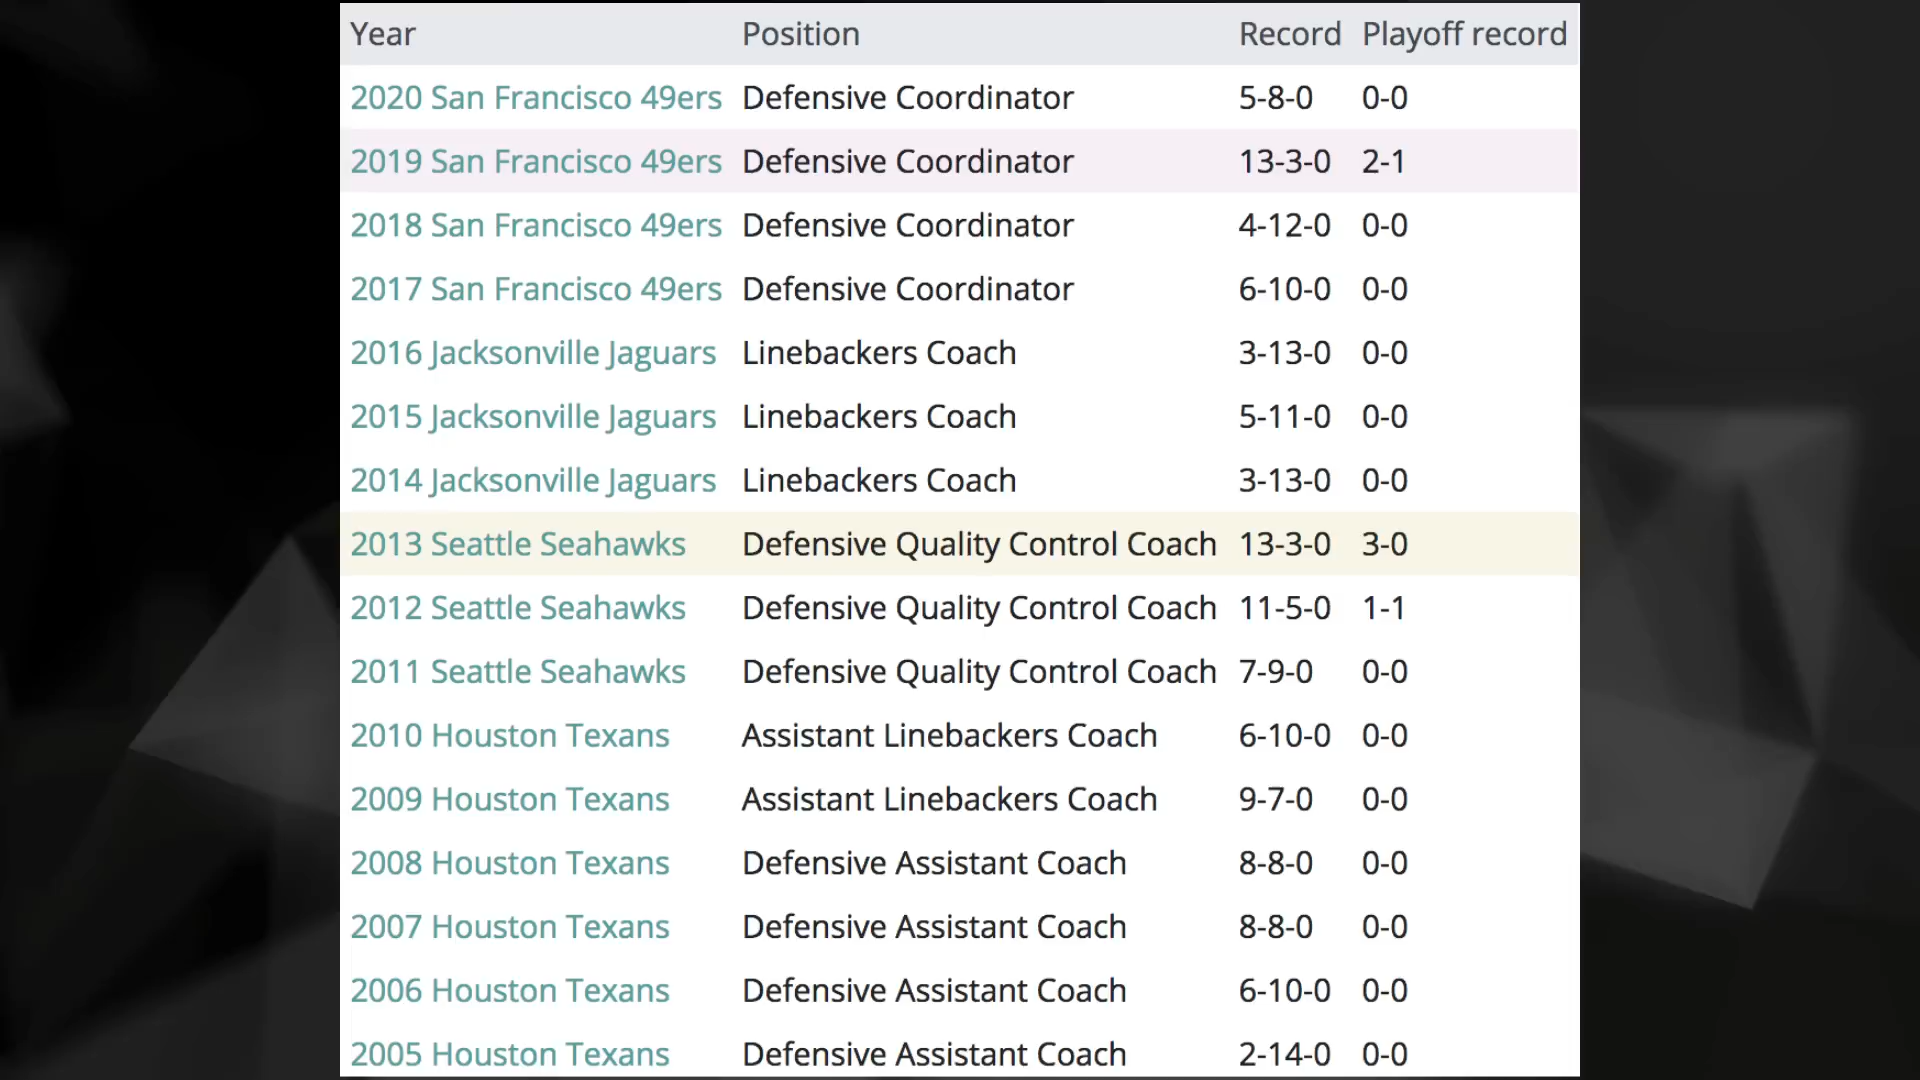 Year Position Record Playoff record
2020 San Francisco 49ers Defensive Coordinator 5-8-0 0-0
2019 San Francisco 49ers Defensive Coordinator 13-3-0 2-1
2018 San Francisco 49ers Defensive Coordinator 4-12-0 0-0
2017 San Francisco 49ers Defensive Coordinator 6-10-0 0-0
2016 Jacksonville Jaguars Linebackers Coach 3-13-0 0-0
2015 Jacksonville Jaguars Linebackers Coach 5-11-0 0-0
2014 Jacksonville Jaguars Linebackers Coach 3-13-0 0-0
2013 Seattle Seahawks Defensive Quality Control Coach 13-3-0 3-0
2012 Seattle Seahawks Defensive Quality Control Coach 11-5-0 1-1
2011 Seattle Seahawks Defensive Quality Control Coach 7-9-0 0-0
2010 Houston Texans Assistant Linebackers Coach 6-10-0 0-0
2009 Houston Texans Assistant Linebackers Coach 9-7-0 0-0
2008 Houston Texans Defensive Assistant Coach 8-8-0 0-0
2007 Houston Texans Defensive Assistant Coach 8-8-0 0-0
2006 Houston Texans Defensive Assistant Coach 6-10-0 0-0
2005 Houston Texans Defensive Assistant Coach 2-14-0 0-0